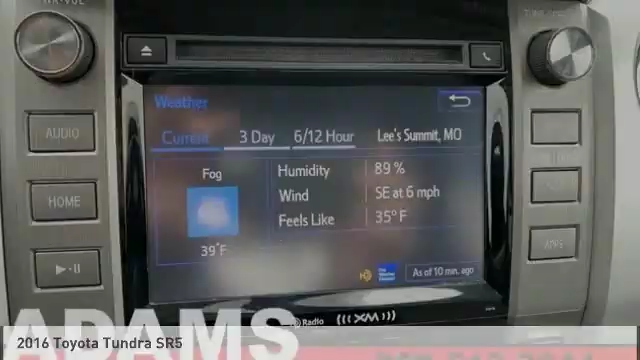 Weather
Current 3 Day 6/12 Hour Lee's Summit, MO
Fog
Humidity 89 %
Wind SE at 6 mph
Feels Like 35°F
39°F
As of 10 min. ago
AUDIO
HOME
APPS
Radio ((( XM )))
ADAMS
2016 Toyota Tundra SR5